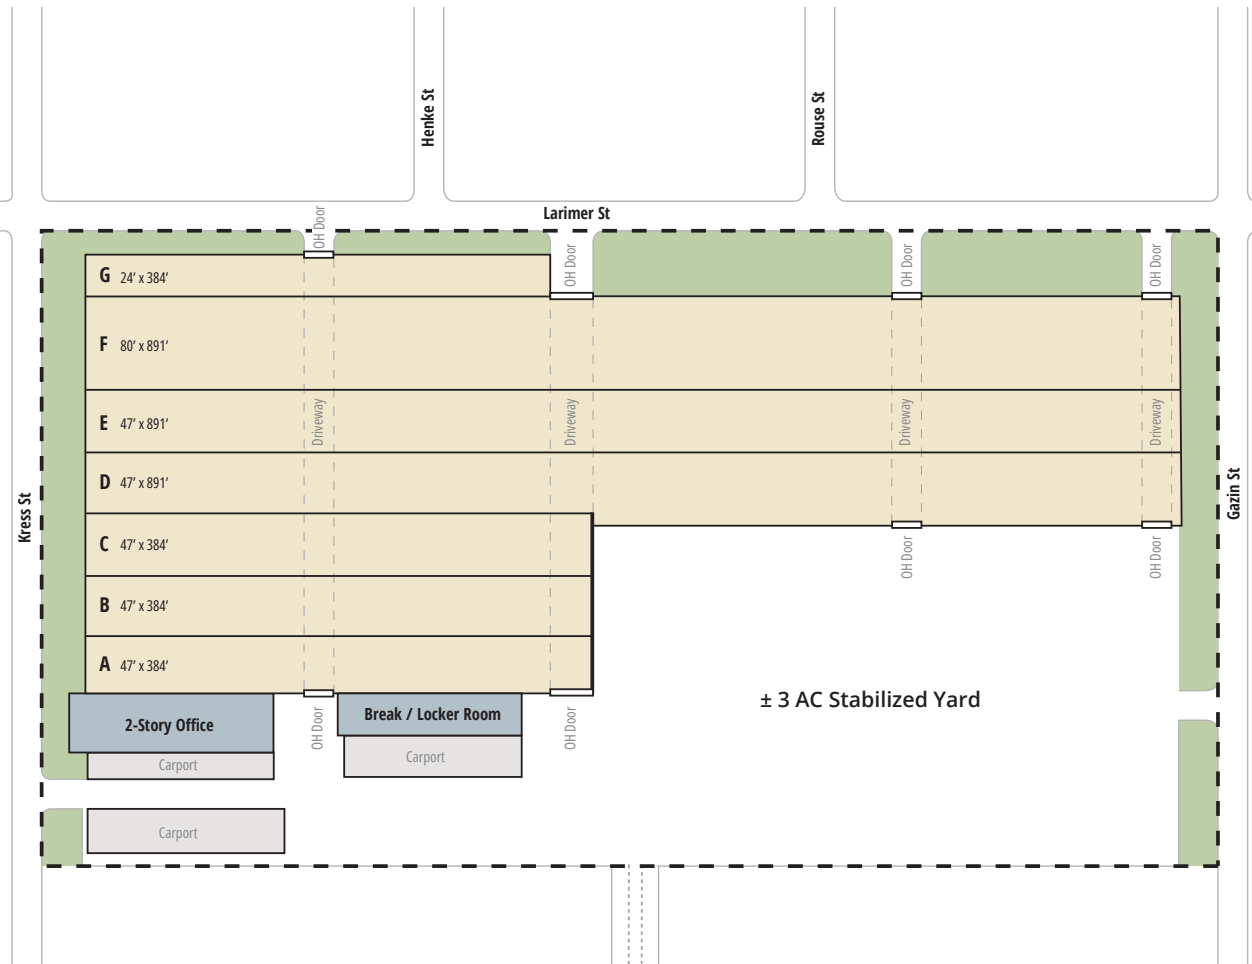 Henke St
Rouse St
Larimer St
OH Door
OH Door
OH Door
OH Door
G 24' x 384'
F 80' x 891'
E 47' x 891'
Driveway
Driveway
Driveway
Driveway
D 47' x 891'
Kress St
Gazin St
C 47' x 384'
OH Door
OH Door
B 47' x 384'
A 47' x 384'
± 3 AC Stabilized Yard
2-Story Office
OH Door
Break / Locker Room
OH Door
Carport
Carport
Carport